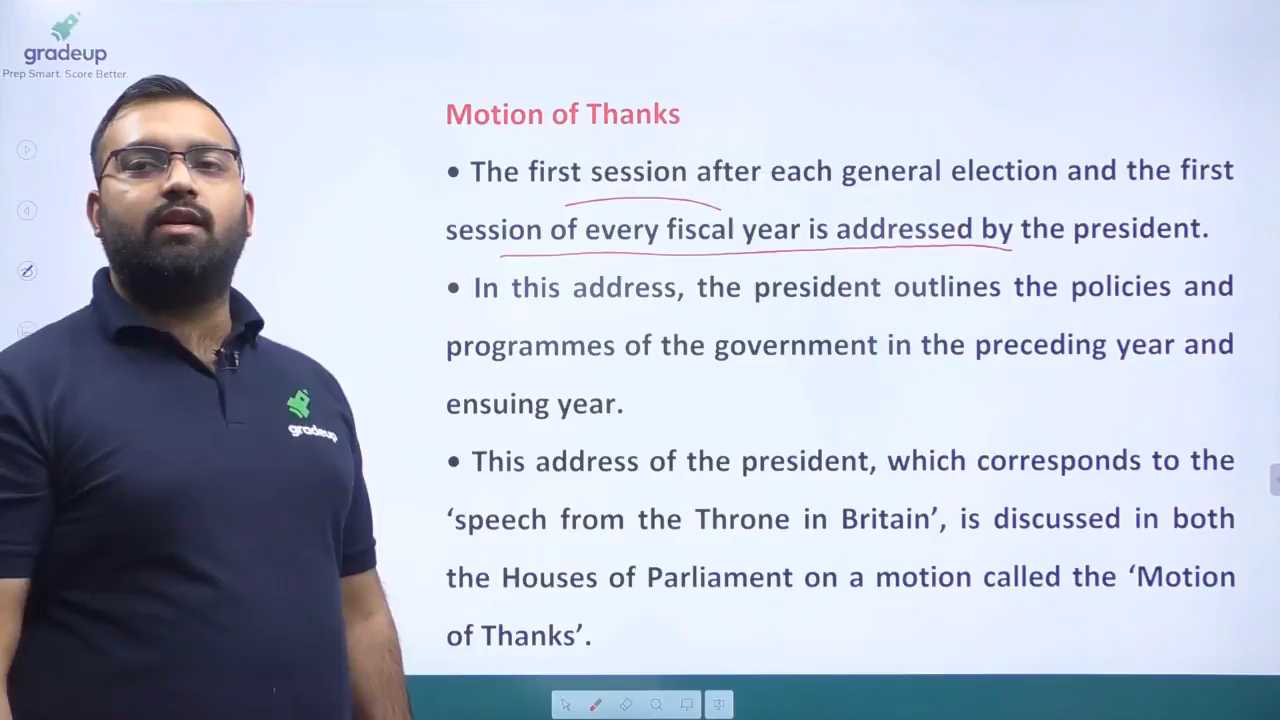 gradeup
Prep Smart. Score Better.
Motion of Thanks
• The first session after each general election and the first
session of every fiscal year is addressed by the president.
• In this address, the president outlines the policies and
programmes of the government in the preceding year and
ensuing year.
• This address of the president, which corresponds to the
‘speech from the Throne in Britain’, is discussed in both
the Houses of Parliament on a motion called the ‘Motion
of Thanks’.
gradeup